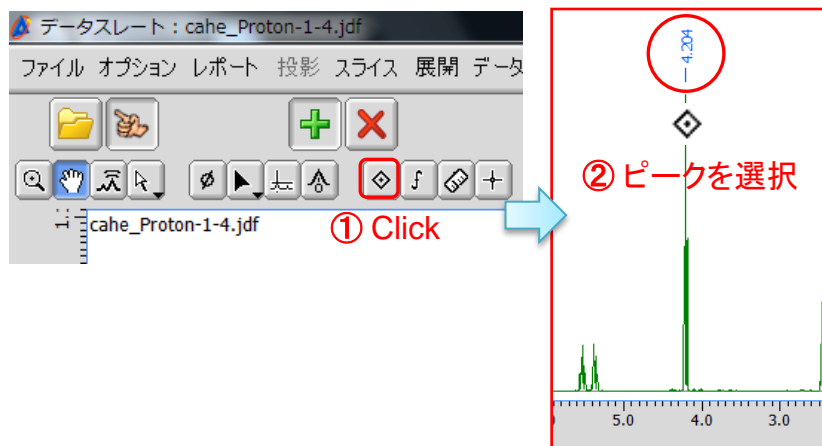 データスレート : cahe_Proton-1-4.jdf
ファイル オプション レポート 投影 スライス 展開 データ
cahe_Proton-1-4.jdf
① Click
4.204
② ピークを選択
5.0 4.0 3.0